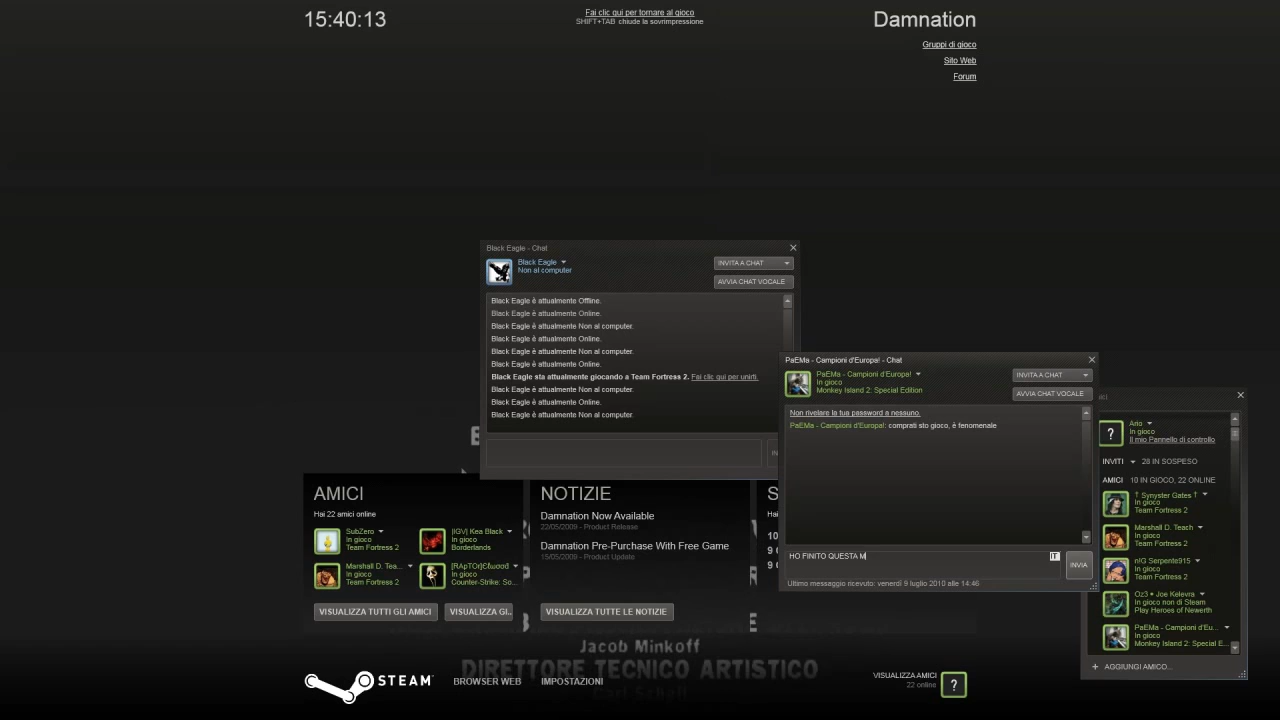 15:40:13
Fai clic qui per tornare al gioco
SHIFT+TAB chiude la sovrimpressione
Damnation
Gruppi di gioco
Sito Web
Forum
Black Eagle - Chat
Black Eagle
Non al computer
INVITA A CHAT
AVVIA CHAT VOCALE
Black Eagle è attualmente Offline.
Black Eagle è attualmente Online.
Black Eagle è attualmente Non al computer.
Black Eagle è attualmente Online.
Black Eagle è attualmente Non al computer.
Black Eagle è attualmente Online.
Black Eagle sta attualmente giocando a Team Fortress 2. Fai clic qui per unirti.
Black Eagle è attualmente Non al computer.
Black Eagle è attualmente Online.
Black Eagle è attualmente Non al computer.
PaEMa - Campioni d'Europa! - Chat
PaEMa - Campioni d'Europa!
In gioco
Monkey Island 2: Special Edition
INVITA A CHAT
AVVIA CHAT VOCALE
Non rivelare la tua password a nessuno.
PaEMa - Campioni d'Europa!: comprati sto gioco, è fenomenale
HO FINITO QUESTA M
IT
INVIA
Ultimo messaggio ricevuto: venerdì 9 luglio 2010 alle 14:46
Ario
In gioco
Il mio Pannello di controllo
INVITI 28 IN SOSPESO
AMICI 10 IN GIOCO, 22 ONLINE
† Synyster Gates †
In gioco
Team Fortress 2
Marshall D. Teach
In gioco
Team Fortress 2
n!G Serpente915
In gioco
Team Fortress 2
Oz3 • Joe Kelevra
In gioco non di Steam
Play Heroes of Newerth
PaEMa - Campioni d'Eu...
In gioco
Monkey Island 2: Special E...
+ AGGIUNGI AMICO...
AMICI
Hai 22 amici online
SubZero
In gioco
Team Fortress 2
[IGV] Kea Black
In gioco
Borderlands
Marshall D. Tea...
In gioco
Team Fortress 2
In gioco
Counter-Strike: So...
VISUALIZZA TUTTI GLI AMICI
VISUALIZZA GI...
NOTIZIE
Damnation Now Available
22/05/2009 - Product Release
Damnation Pre-Purchase With Free Game
15/05/2009 - Product Update
VISUALIZZA TUTTE LE NOTIZIE
S
Hai
Jacob Minkoff
DIRETTORE TECNICO ARTISTICO
STEAM
BROWSER WEB
IMPOSTAZIONI
VISUALIZZA AMICI
22 online